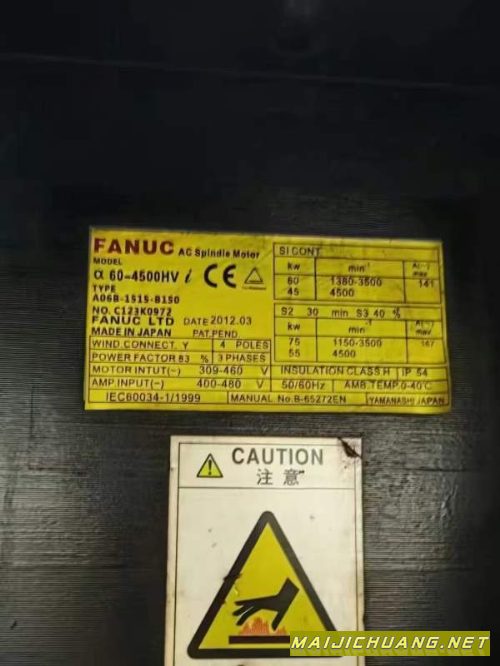 FANUC AC Spindle Motor
MODEL
α 60-4500HV i CE
TYPE
A06B-1515-B150
NO. C123K0972
FANUC LTD DATE 2012.03
MADE IN JAPAN PAT.PEND
WIND.CONNECT. Y 4 POLES
POWER FACTOR 83 % 3 PHASES
MOTOR INTUT(~) 309-460 V
AMP.INPUT(~) 400-480 V
IEC60034-1/1999
SI CONT
kw min⁻¹ A(~)
60 1380-3500 141
45 4500
S2 30 min S3 40 %
kw min⁻¹ A(~)
75 1150-3500 167
55 4500
INSULATION CLASS.H IP 54
50/60Hz AMB.TEMP.0-40℃
MANUAL No.B-65272EN YAMANASHI JAPAN
CAUTION
注意
MAIJICHUANG.NET